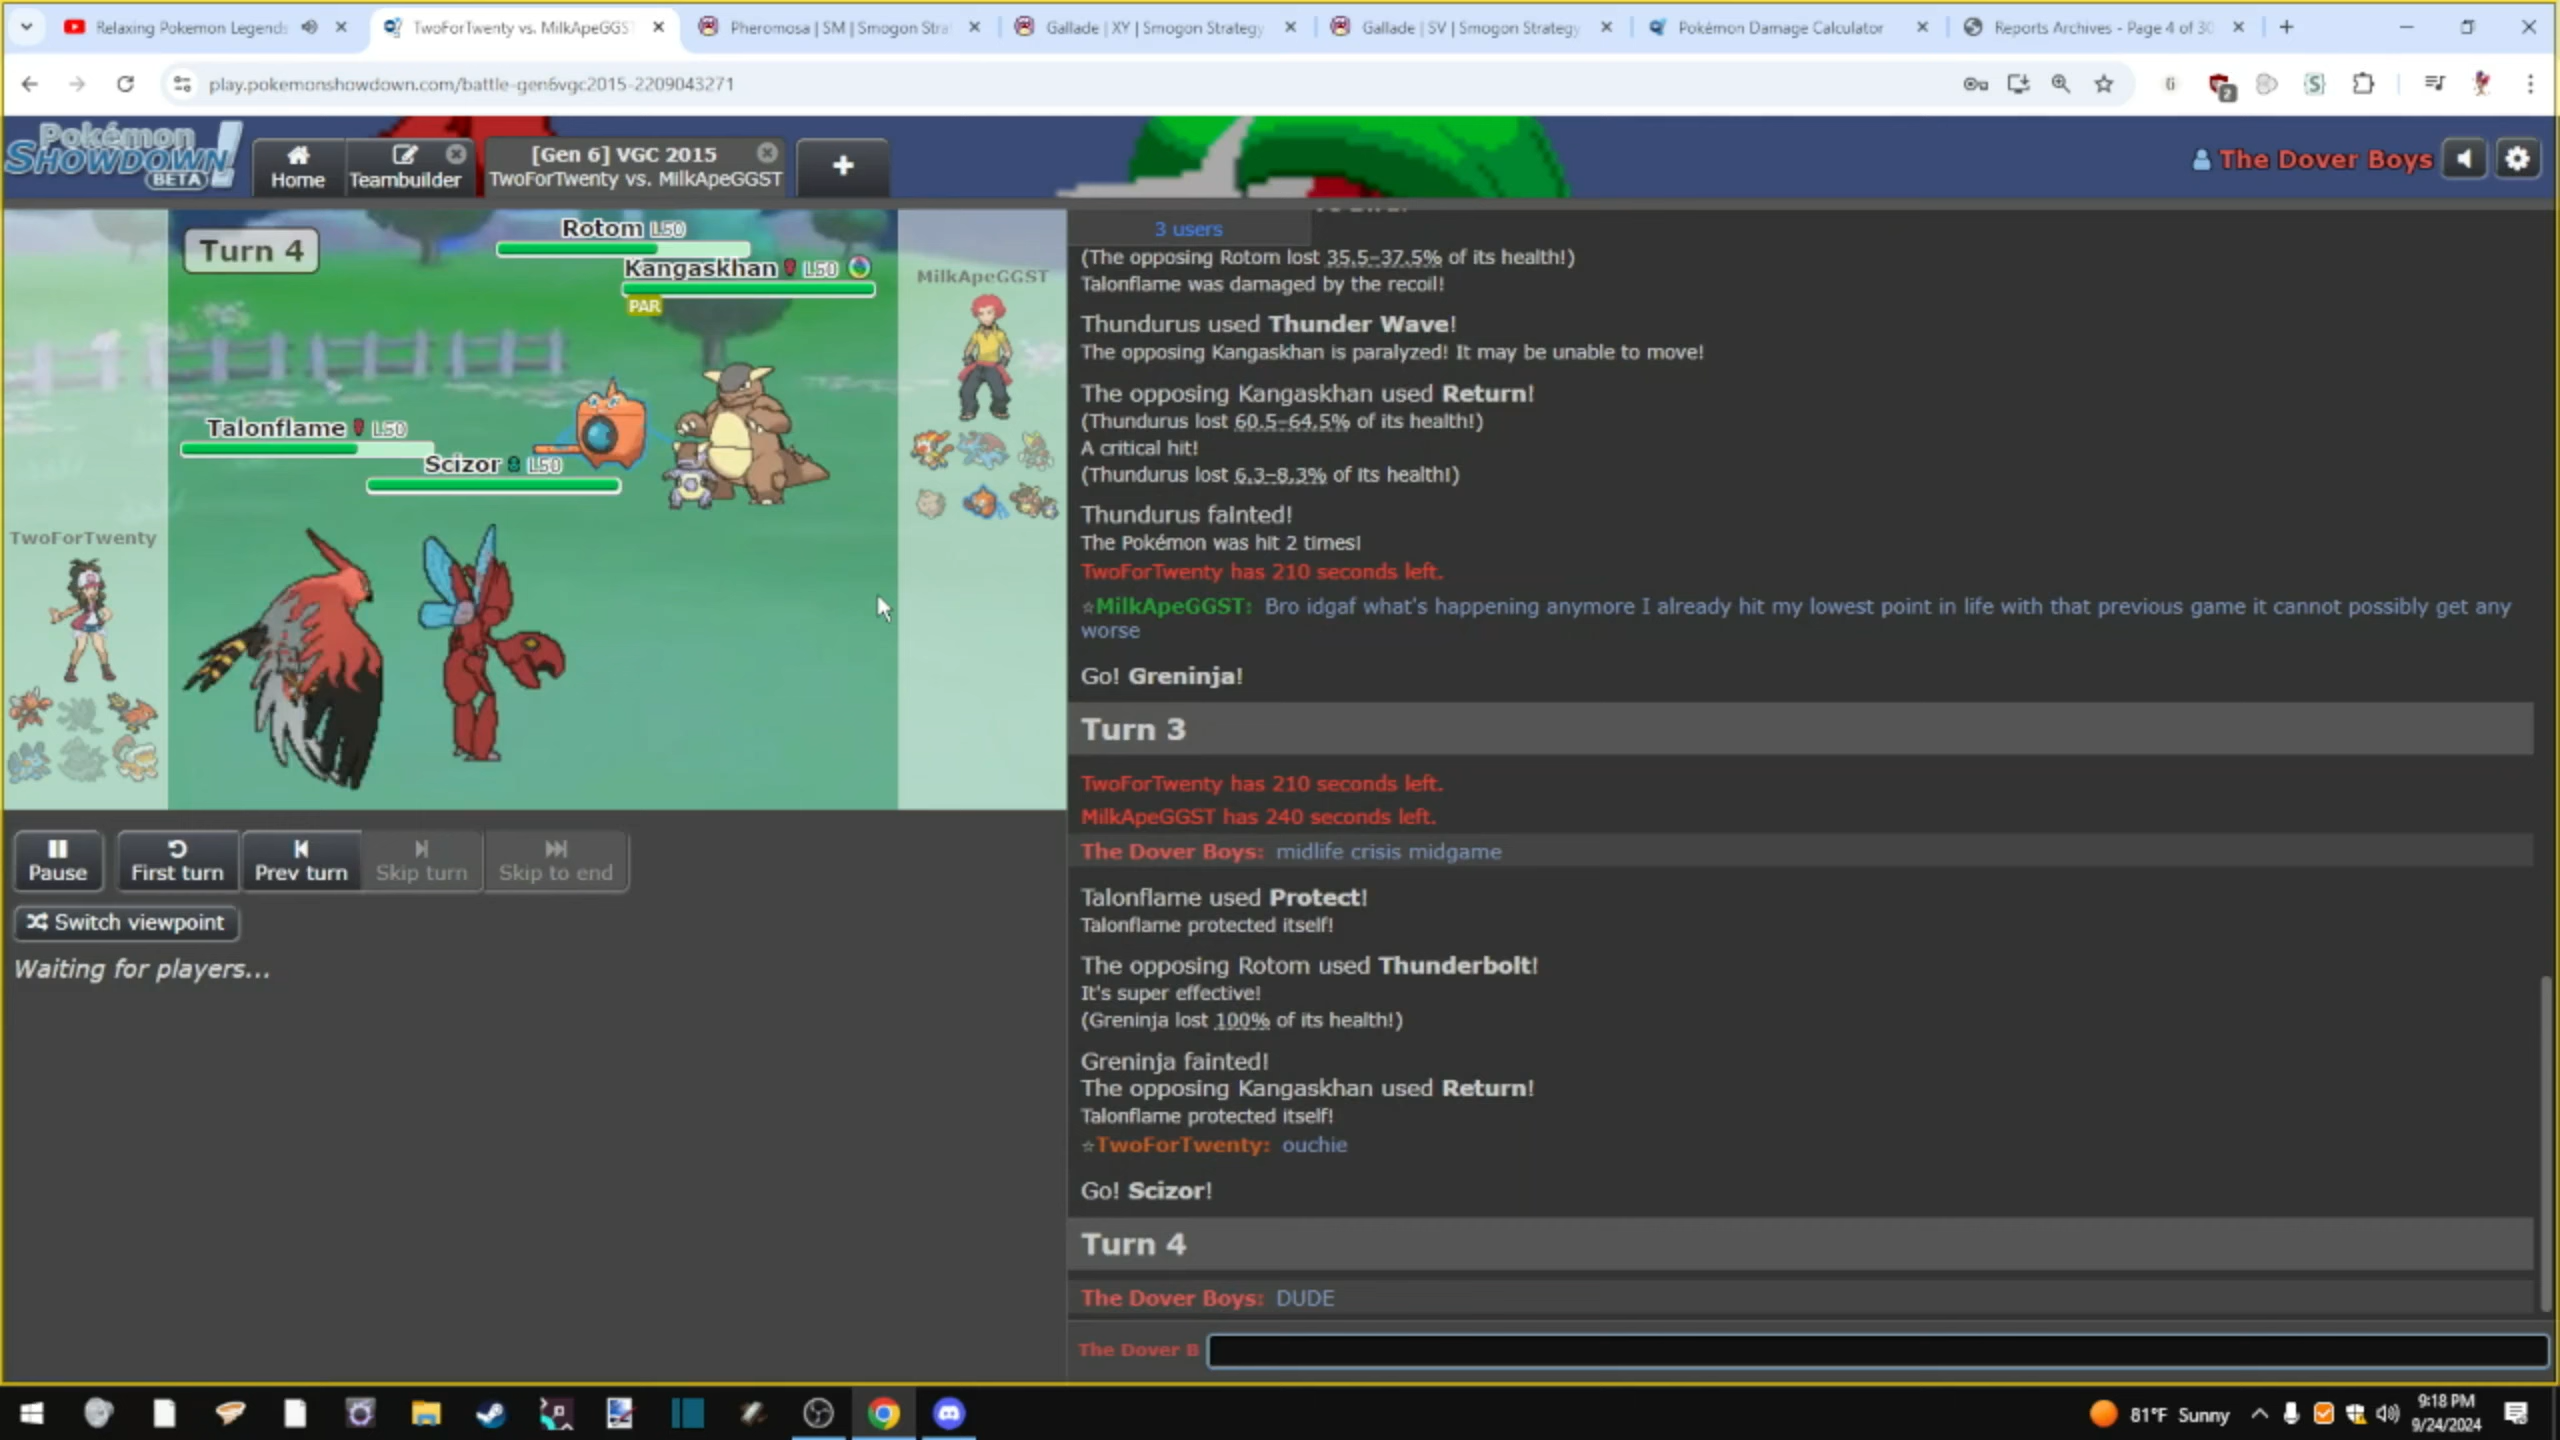 Relaxing Pokemon Legends
TwoForTwenty vs. MilkApeGGST
Pheromosa | SM | Smogon Stra
Gallade | XY | Smogon Strategy
Gallade | SV | Smogon Strategy
Pokémon Damage Calculator
Reports Archives - Page 4 of 30
play.pokemonshowdown.com/battle-gen6vgc2015-2209043271
2
Pokémon
SHOWDOWN!
BETA
Home
Teambuilder
[Gen 6] VGC 2015
TwoForTwenty vs. MilkApeGGST
The Dover Boys
Turn 4
Rotom L50
Kangaskhan L50
PAR
Talonflame L50
Scizor L50
MilkApeGGST
TwoForTwenty
Pause
First turn
Prev turn
Skip turn
Skip to end
Switch viewpoint
Waiting for players...
3 users
(The opposing Rotom lost 35.5–37.5% of its health!)
Talonflame was damaged by the recoil!
Thundurus used Thunder Wave!
The opposing Kangaskhan is paralyzed! It may be unable to move!
The opposing Kangaskhan used Return!
(Thundurus lost 60.5–64.5% of its health!)
A critical hit!
(Thundurus lost 6.3–8.3% of its health!)
Thundurus fainted!
The Pokémon was hit 2 times!
TwoForTwenty has 210 seconds left.
☆MilkApeGGST: Bro idgaf what's happening anymore I already hit my lowest point in life with that previous game it cannot possibly get any
worse
Go! Greninja!
Turn 3
TwoForTwenty has 210 seconds left.
MilkApeGGST has 240 seconds left.
The Dover Boys: midlife crisis midgame
Talonflame used Protect!
Talonflame protected itself!
The opposing Rotom used Thunderbolt!
It's super effective!
(Greninja lost 100% of its health!)
Greninja fainted!
The opposing Kangaskhan used Return!
Talonflame protected itself!
☆TwoForTwenty: ouchie
Go! Scizor!
Turn 4
The Dover Boys: DUDE
The Dover B
81°F Sunny
9:18 PM
9/24/2024